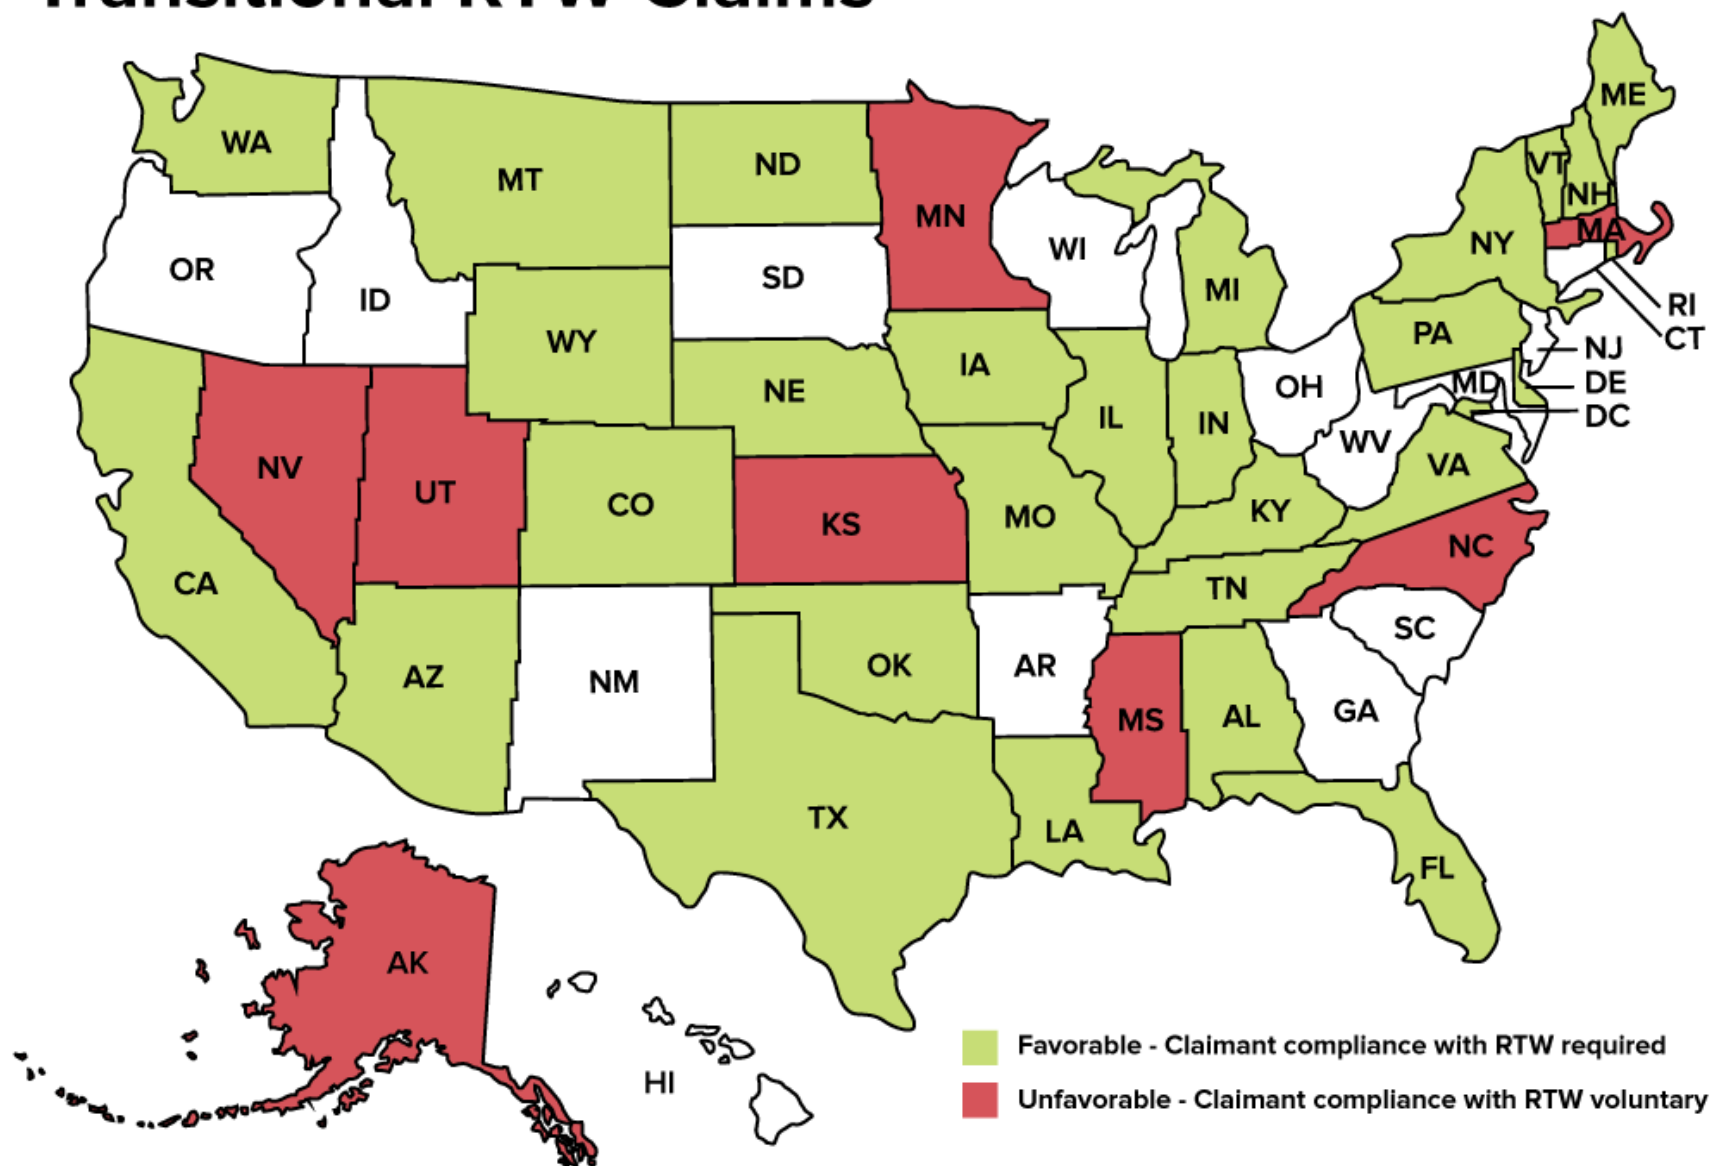 Transitional RTW Claims
ME
WA
VT
ND
MT
NH
MN
MA
NY
WI
OR
SD
MI
ID
RI
PA
CT
WY
NJ
IA
MD
DE
OH
NE
DC
IL
IN
WV
VA
NV
UT
CO
KY
MO
KS
NC
CA
TN
SC
AR
OK
AZ
NM
GA
AL
MS
TX
LA
FL
AK
Favorable - Claimant compliance with RTW required
HI
Unfavorable - Claimant compliance with RTW voluntary